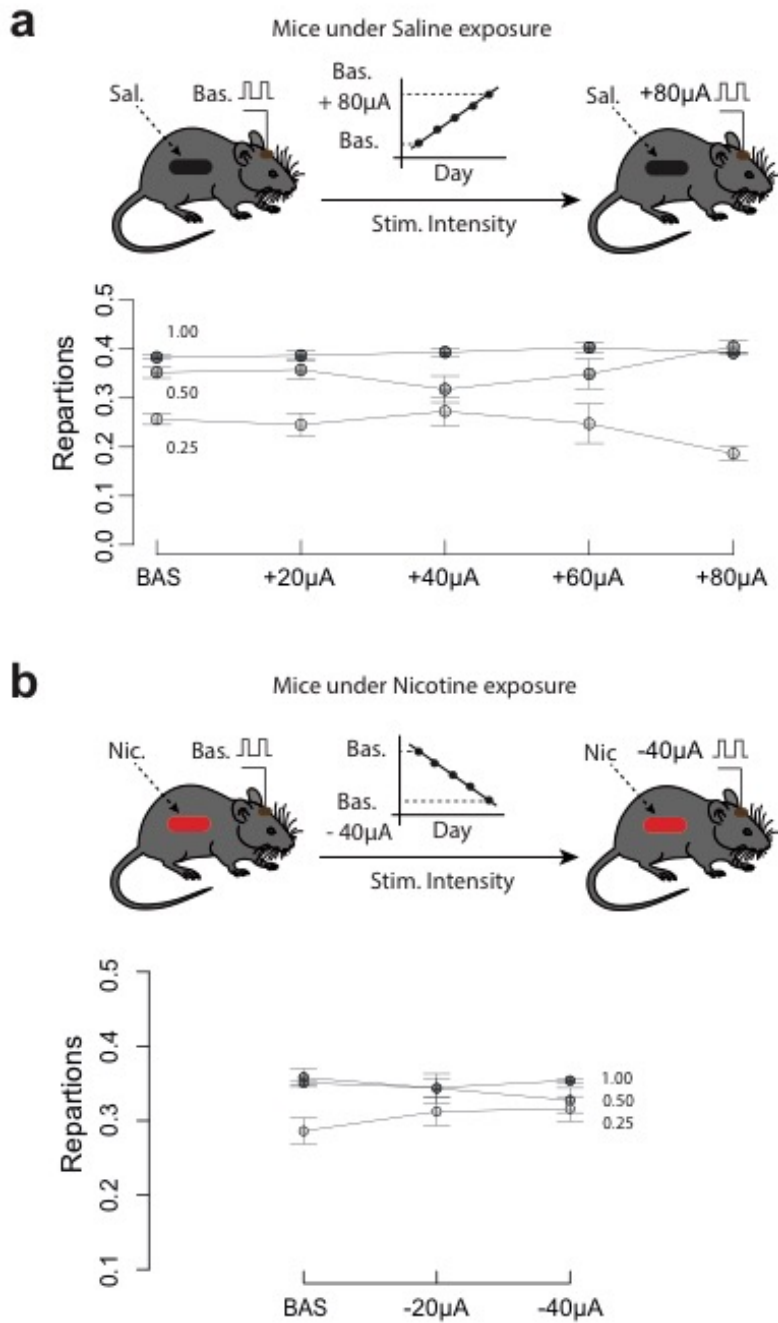 a
Mice under Saline exposure
Sal.
Bas.
Bas.
+ 80µA
Bas.
Day
Stim. Intensity
Sal.
+80µA
Repartions
0.5
0.4
0.3
0.2
0.1
0.0
1.00
0.50
0.25
BAS +20µA +40µA +60µA +80µA
b
Mice under Nicotine exposure
Nic.
Bas.
Bas.
Bas.
- 40µA
Day
Stim. Intensity
Nic
-40µA
Repartions
0.5
0.4
0.3
0.2
0.1
1.00
0.50
0.25
BAS -20µA -40µA